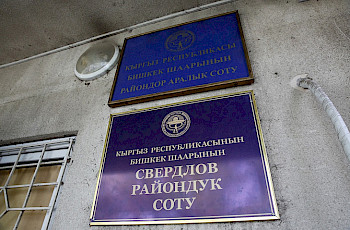 КЫРГЫЗ РЕСПУБЛИКАСЫ
БИШКЕК ШААРЫНЫН
РАЙОНДОР АРАЛЫК СОТУ
КЫРГЫЗ РЕСПУБЛИКАСЫНЫН
БИШКЕК ШААРЫНЫН
СВЕРДЛОВ
РАЙОНДУК
СОТУ